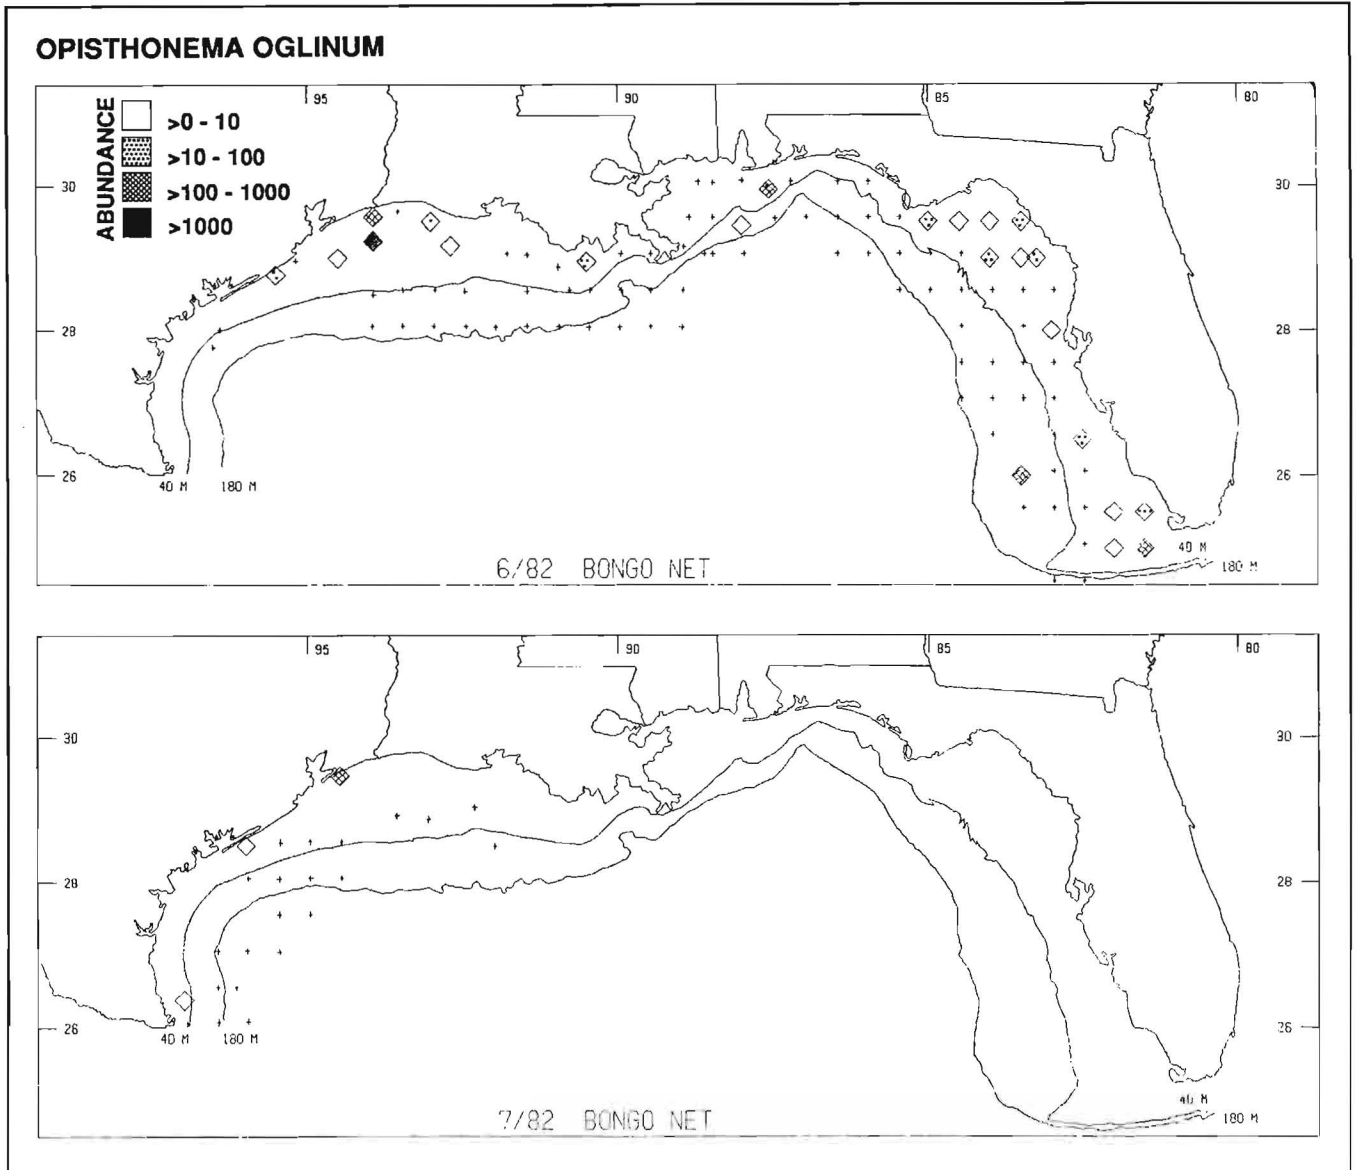 OPISTHONEMA OGLINUM
95 90 85 80
ABUNDANCE
>0 - 10
>10 - 100
>100 - 1000
>1000
30 30
28 28
26 26
40 M 180 M
40 M
180 M
6/82 BONGO NET
95 90 85 80
30 30
28 28
26 26
40 M 180 M
40 M
180 M
7/82 BONGO NET